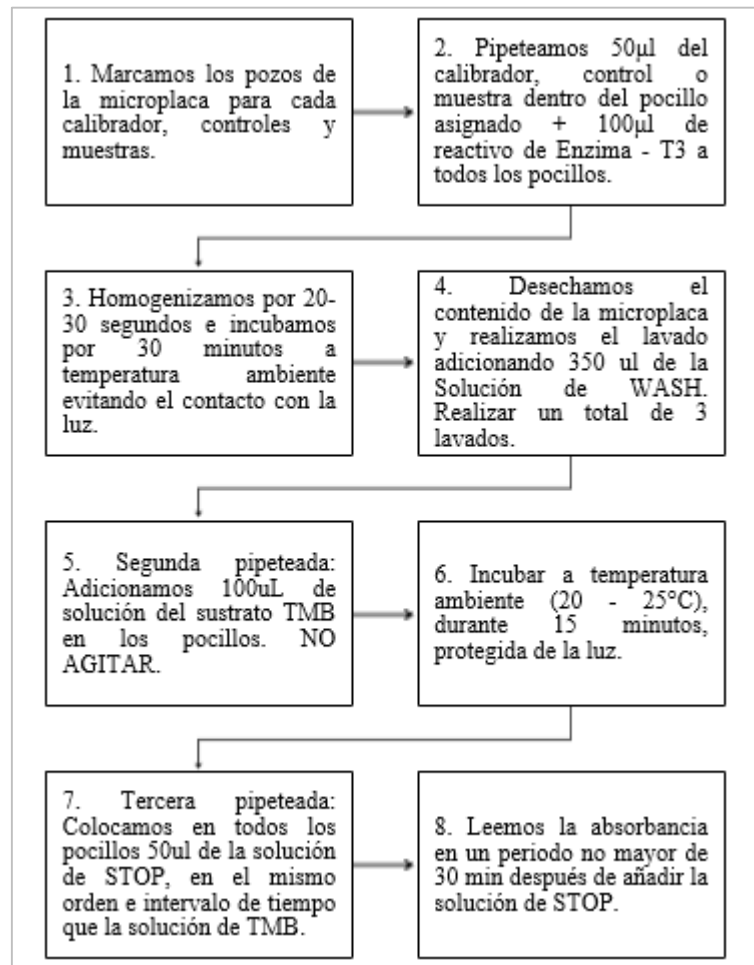 1. Marcamos los pozos de
la microplaca para cada
calibrador, controles y
muestras.
2. Pipeteamos 50µl del
calibrador, control o
muestra dentro del pocillo
asignado + 100µl de
reactivo de Enzima - T3 a
todos los pocillos.
3. Homogenizamos por 20-
30 segundos e incubamos
por 30 minutos a
temperatura ambiente
evitando el contacto con la
luz.
4. Desechamos el
contenido de la microplaca
y realizamos el lavado
adicionando 350 ul de la
Solución de WASH.
Realizar un total de 3
lavados.
5. Segunda pipeteada:
Adicionamos 100uL de
solución del sustrato TMB
en los pocillos. NO
AGITAR.
6. Incubar a temperatura
ambiente (20 - 25°C),
durante 15 minutos,
protegida de la luz.
7. Tercera pipeteada:
Colocamos en todos los
pocillos 50ul de la solución
de STOP, en el mismo
orden e intervalo de tiempo
que la solución de TMB.
8. Leemos la absorbancia
en un periodo no mayor de
30 min después de añadir la
solución de STOP.